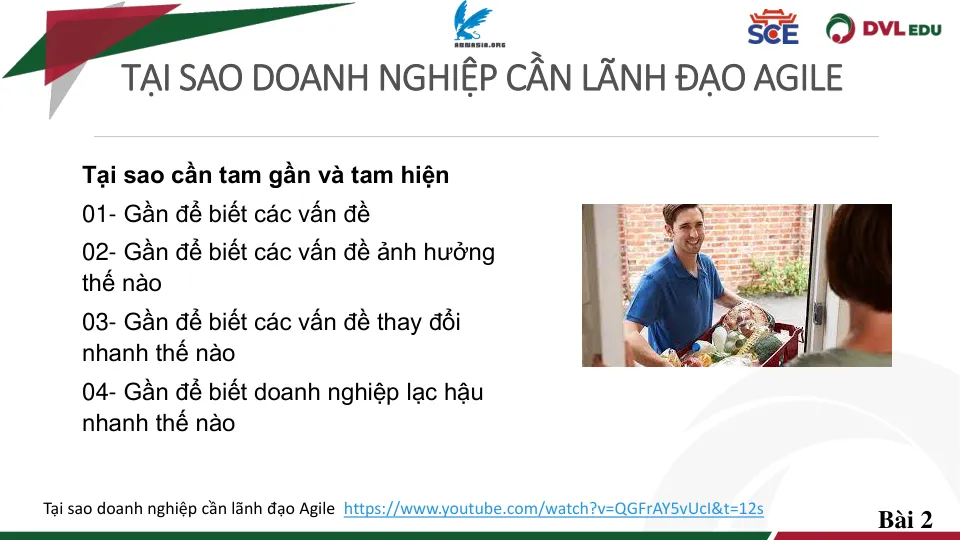 ARMASIA.ORG
SCE
DVL EDU
TẠI SAO DOANH NGHIỆP CẦN LÃNH ĐẠO AGILE
Tại sao cần tam gần và tam hiện
01- Gần để biết các vấn đề
02- Gần để biết các vấn đề ảnh hưởng
thế nào
03- Gần để biết các vấn đề thay đổi
nhanh thế nào
04- Gần để biết doanh nghiệp lạc hậu
nhanh thế nào
Tại sao doanh nghiệp cần lãnh đạo Agile https://www.youtube.com/watch?v=QGFrAY5vUcI&t=12s
Bài 2